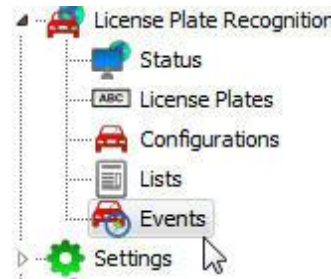 License Plate Recognition
Status
ABC License Plates
Configurations
Lists
Events
Settings